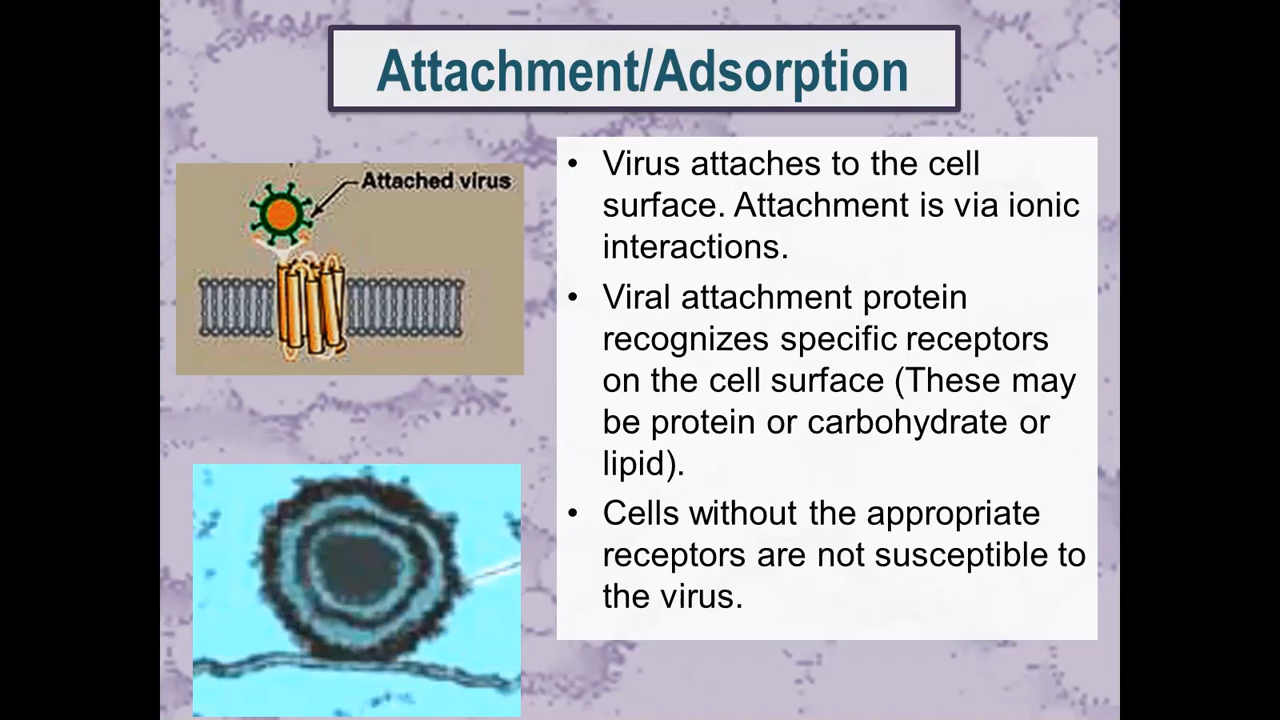 Attachment/Adsorption
Attached virus
• Virus attaches to the cell
surface. Attachment is via ionic
interactions.
• Viral attachment protein
recognizes specific receptors
on the cell surface (These may
be protein or carbohydrate or
lipid).
• Cells without the appropriate
receptors are not susceptible to
the virus.